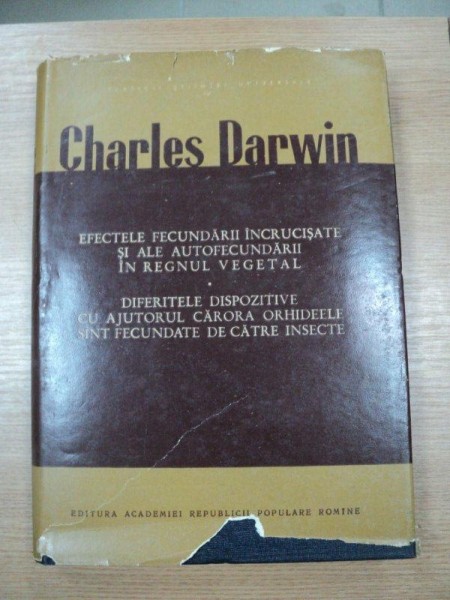 Charles Darwin
EFECTELE FECUNDĂRII ÎNCRUCIȘATE
ȘI ALE AUTOFECUNDĂRII
ÎN REGNUL VEGETAL
DIFERITELE DISPOZITIVE
CU AJUTORUL CĂRORA ORHIDEELE
SÎNT FECUNDATE DE CĂTRE INSECTE
EDITURA ACADEMIEI REPUBLICII POPULARE ROMÎNE